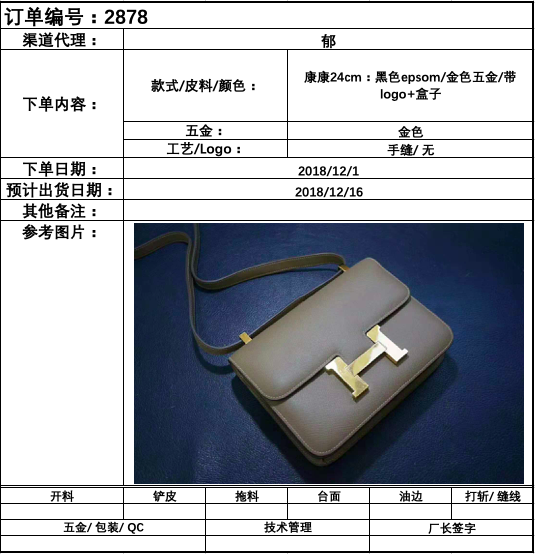 订单编号：2878
渠道代理：
郁
下单内容：
款式/皮料/颜色：
康康24cm：黑色epsom/金色五金/带
logo+盒子
五金：
金色
工艺/Logo：
手缝/ 无
下单日期：
2018/12/1
预计出货日期：
2018/12/16
其他备注：
参考图片：
开料
铲皮
拖料
台面
油边
打斩/ 缝线
五金/ 包装/ QC
技术管理
厂长签字